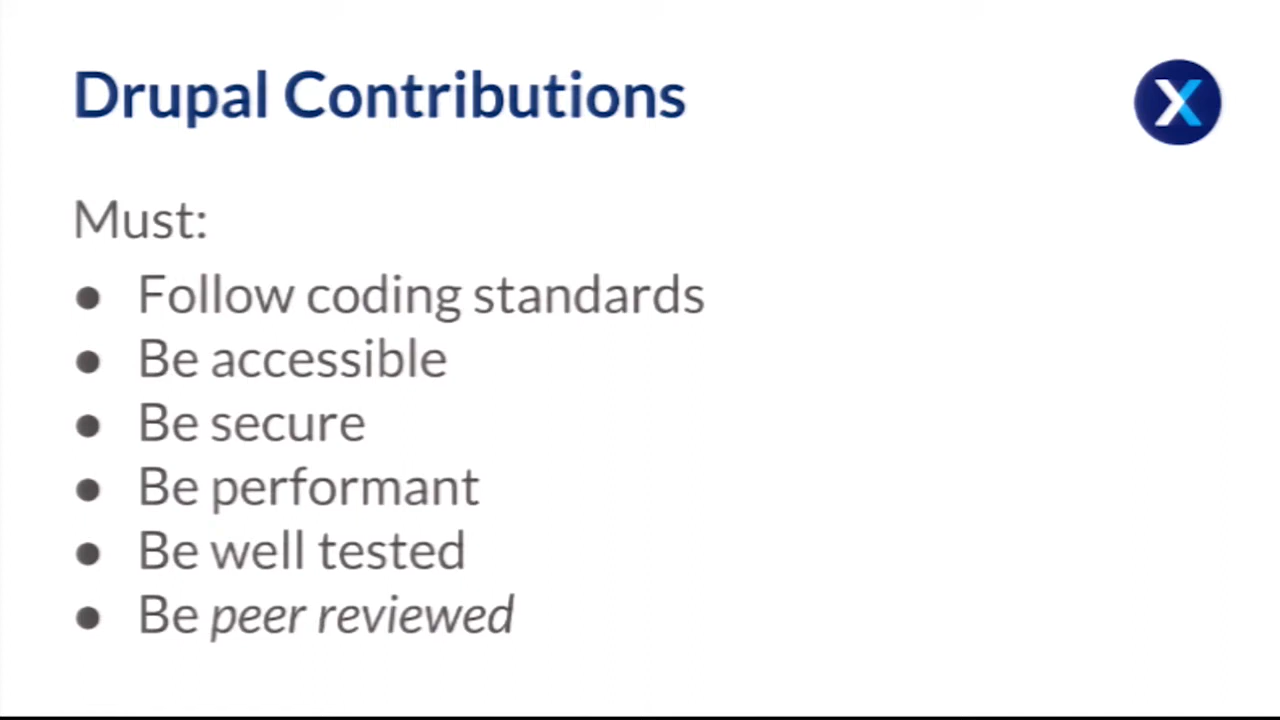 Drupal Contributions
X
Must:
● Follow coding standards
● Be accessible
● Be secure
● Be performant
● Be well tested
● Be peer reviewed